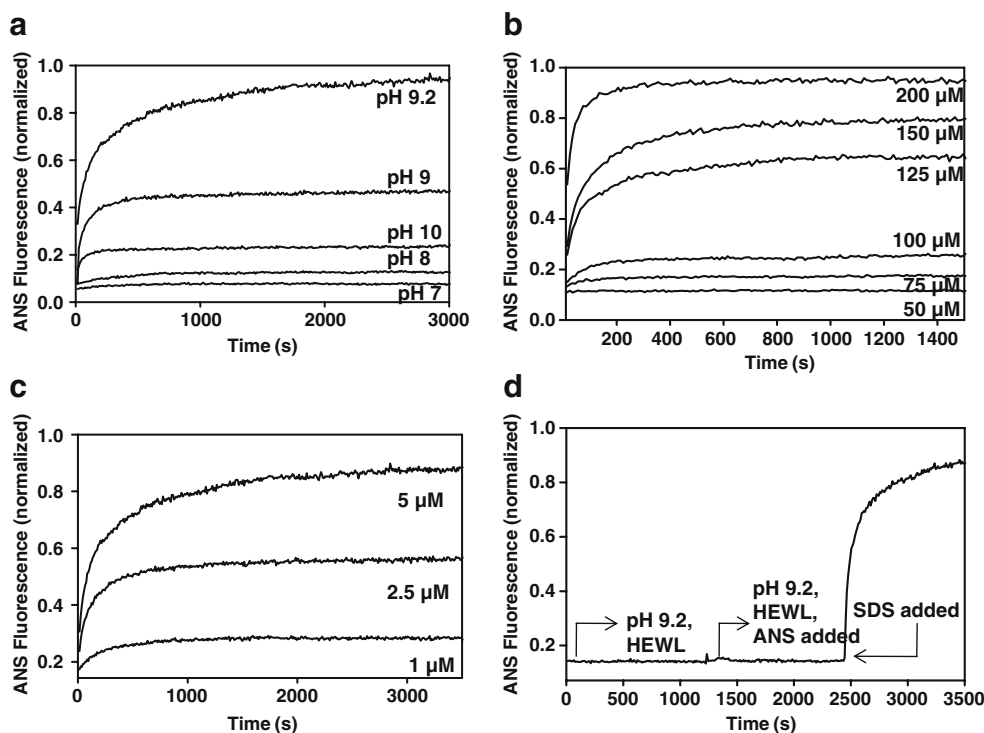 a
ANS Fluorescence (normalized)
1.0
0.8
0.6
0.4
0.2
0.0
pH 9.2
pH 9
pH 10
pH 8
pH 7
0 1000 2000 3000
Time (s)
b
ANS Fluorescence (normalized)
1.0
0.8
0.6
0.4
0.2
0.0
200 µM
150 µM
125 µM
100 µM
75 µM
50 µM
200 400 600 800 1000 1200 1400
Time (s)
c
ANS Fluorescence (normalized)
1.0
0.8
0.6
0.4
0.2
5 µM
2.5 µM
1 µM
0 1000 2000 3000
Time (s)
d
ANS Fluorescence (normalized)
1.0
0.8
0.6
0.4
0.2
pH 9.2,
HEWL
pH 9.2,
HEWL,
ANS added
SDS added
0 500 1000 1500 2000 2500 3000 3500
Time (s)